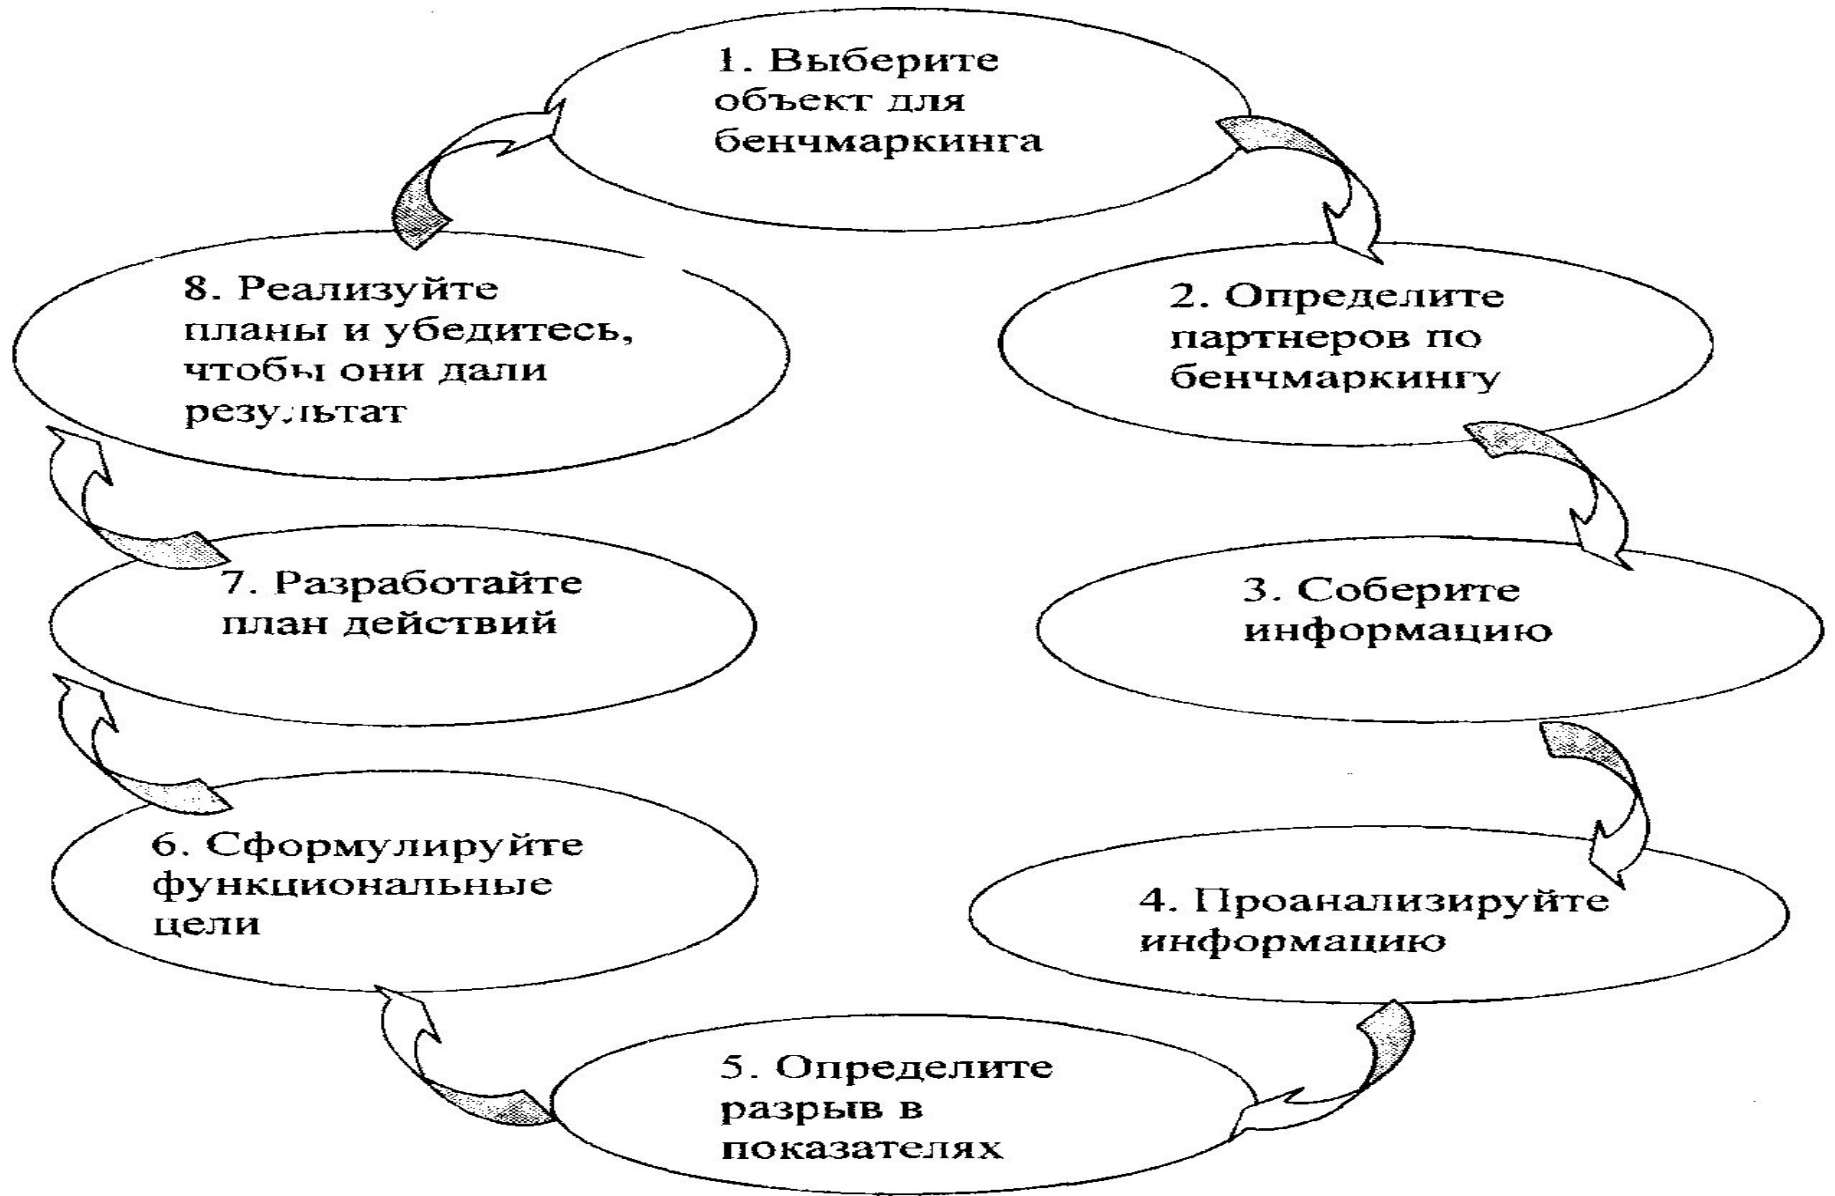 1. Выберите
объект для
бенчмаркинга
2. Определите
партнеров по
бенчмаркингу
3. Соберите
информацию
4. Проанализируйте
информацию
5. Определите
разрыв в
показателях
6. Сформулируйте
функциональные
цели
7. Разработайте
план действий
8. Реализуйте
планы и убедитесь,
чтобы они дали
результат